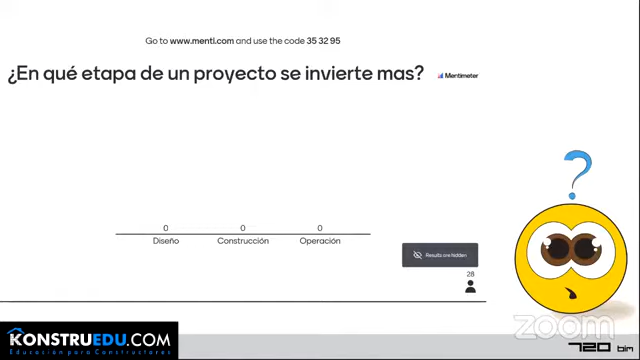 Go to www.menti.com and use the code 35 32 95
¿En qué etapa de un proyecto se invierte mas?
Mentimeter
0 0 0
Diseño Construcción Operación
Results are hidden
28
?
KONSTRUEDU.COM
Educación para Constructores
zoom
720 bim